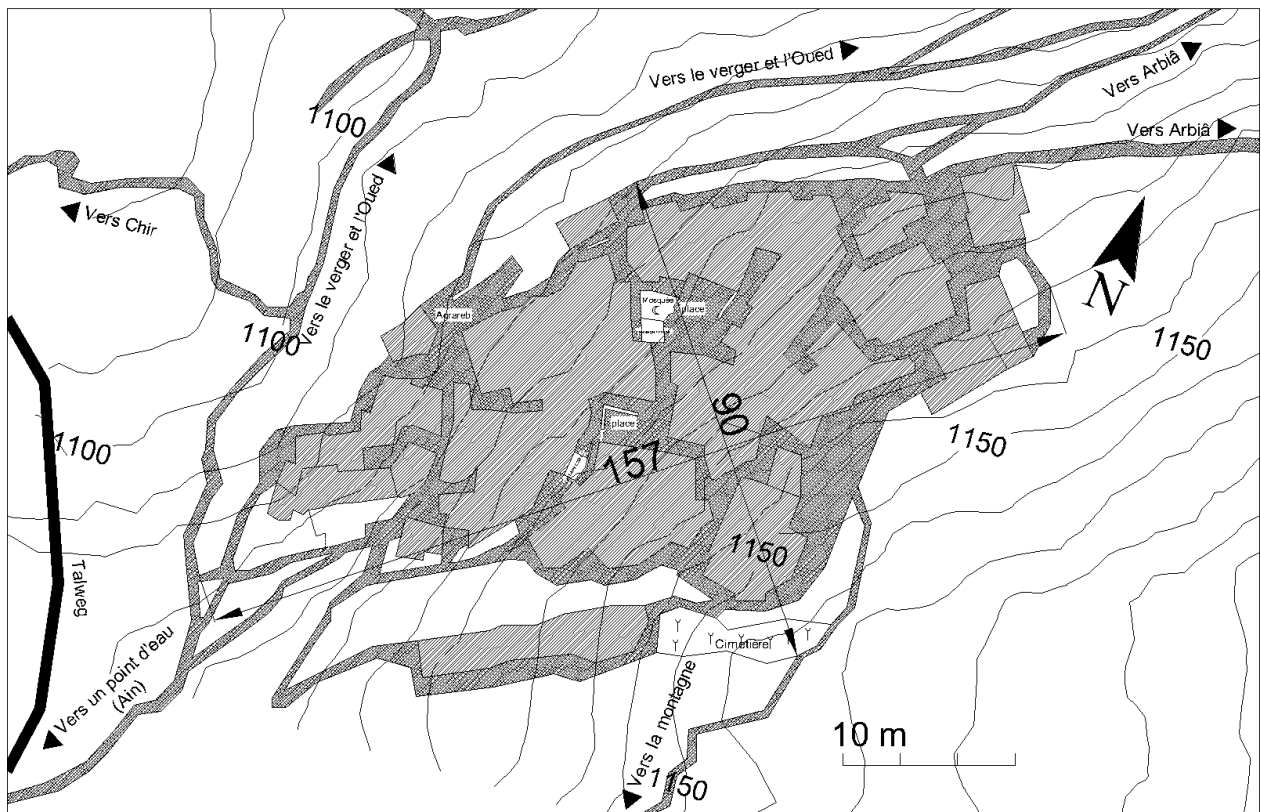 Vers le verger et l'Oued
Vers Arbiâ
1100
Vers Arbiâ
Vers Chir
Vers le verger et l'Oued
N
Mosquée
place
Agrareb
1100
1150
90
place
1100
1150
157
1150
Talweg
Vers un point d'eau
(Ain)
Cimetièrel
Vers la montagne
10 m
1150